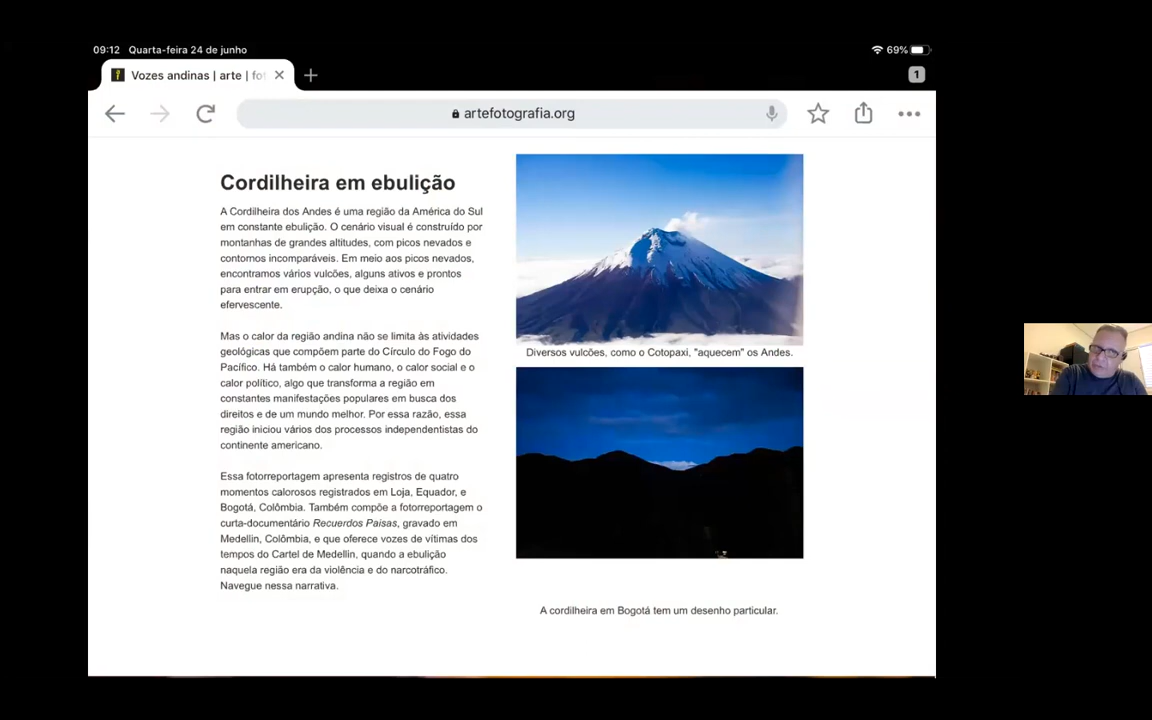 09:12 Quarta-feira 24 de junho
69%
Vozes andinas | arte | fo
1
artefotografia.org
Cordilheira em ebulição
A Cordilheira dos Andes é uma região da América do Sul
em constante ebulição. O cenário visual é construído por
montanhas de grandes altitudes, com picos nevados e
contornos incomparáveis. Em meio aos picos nevados,
encontramos vários vulcões, alguns ativos e prontos
para entrar em erupção, o que deixa o cenário
efervescente.
Mas o calor da região andina não se limita às atividades
geológicas que compõem parte do Círculo do Fogo do
Pacífico. Há também o calor humano, o calor social e o
calor político, algo que transforma a região em
constantes manifestações populares em busca dos
direitos e de um mundo melhor. Por essa razão, essa
região iniciou vários dos processos independentistas do
continente americano.
Essa fotorreportagem apresenta registros de quatro
momentos calorosos registrados em Loja, Equador, e
Bogotá, Colômbia. Também compõe a fotorreportagem o
curta-documentário Recuerdos Paisas, gravado em
Medellin, Colômbia, e que oferece vozes de vítimas dos
tempos do Cartel de Medellin, quando a ebulição
naquela região era da violência e do narcotráfico.
Navegue nessa narrativa.
Diversos vulcões, como o Cotopaxi, "aquecem" os Andes.
A cordilheira em Bogotá tem um desenho particular.